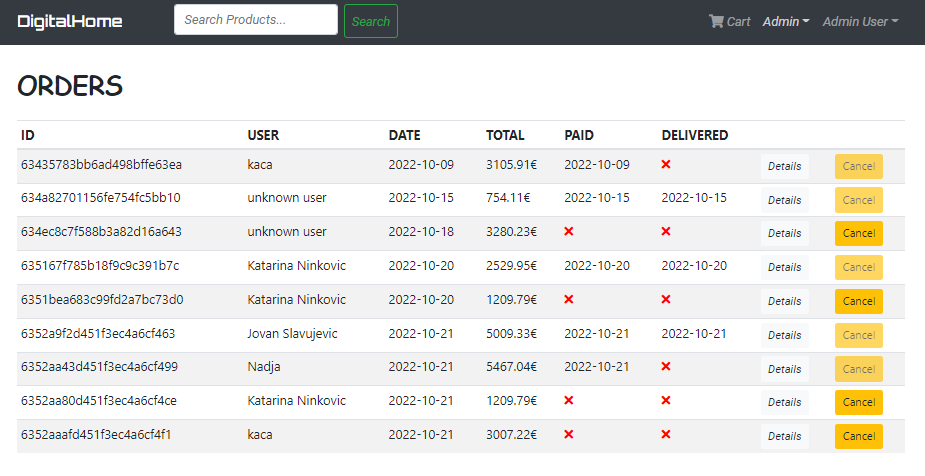 DigitalHome Search Products... Search Cart Admin Admin User
ORDERS
ID USER DATE TOTAL PAID DELIVERED
63435783bb6ad498bffe63ea kaca 2022-10-09 3105.91€ 2022-10-09 Details Cancel
634a82701156fe754fc5bb10 unknown user 2022-10-15 754.11€ 2022-10-15 2022-10-15 Details Cancel
634ec8c7f588b3a82d16a643 unknown user 2022-10-18 3280.23€ Details Cancel
635167f785b18f9c9c391b7c Katarina Ninkovic 2022-10-20 2529.95€ 2022-10-20 2022-10-20 Details Cancel
6351bea683c99fd2a7bc73d0 Katarina Ninkovic 2022-10-20 1209.79€ Details Cancel
6352a9f2d451f3ec4a6cf463 Jovan Slavujevic 2022-10-21 5009.33€ 2022-10-21 2022-10-21 Details Cancel
6352aa43d451f3ec4a6cf499 Nadja 2022-10-21 5467.04€ 2022-10-21 Details Cancel
6352aa80d451f3ec4a6cf4ce Katarina Ninkovic 2022-10-21 1209.79€ Details Cancel
6352aaafd451f3ec4a6cf4f1 kaca 2022-10-21 3007.22€ Details Cancel